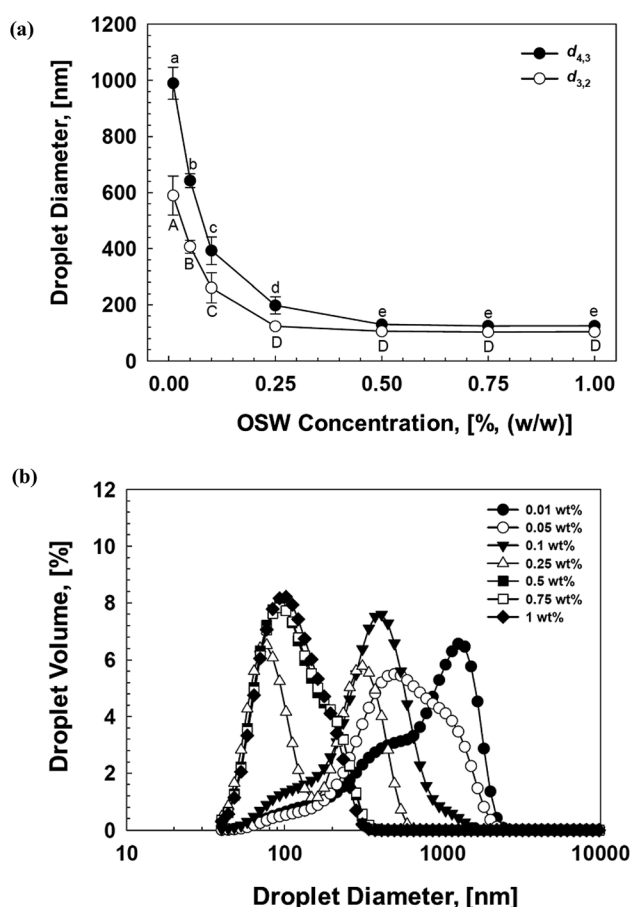 (a)
1200
1000
800
600
400
200
0
Droplet Diameter, [nm]
a
b
c
d
e
e
e
A
B
C
D
D
D
D
d4,3
d3,2
0.00 0.25 0.50 0.75 1.00
OSW Concentration, [%, (w/w)]
(b)
12
10
8
6
4
2
0
Droplet Volume, [%]
0.01 wt%
0.05 wt%
0.1 wt%
0.25 wt%
0.5 wt%
0.75 wt%
1 wt%
10 100 1000 10000
Droplet Diameter, [nm]